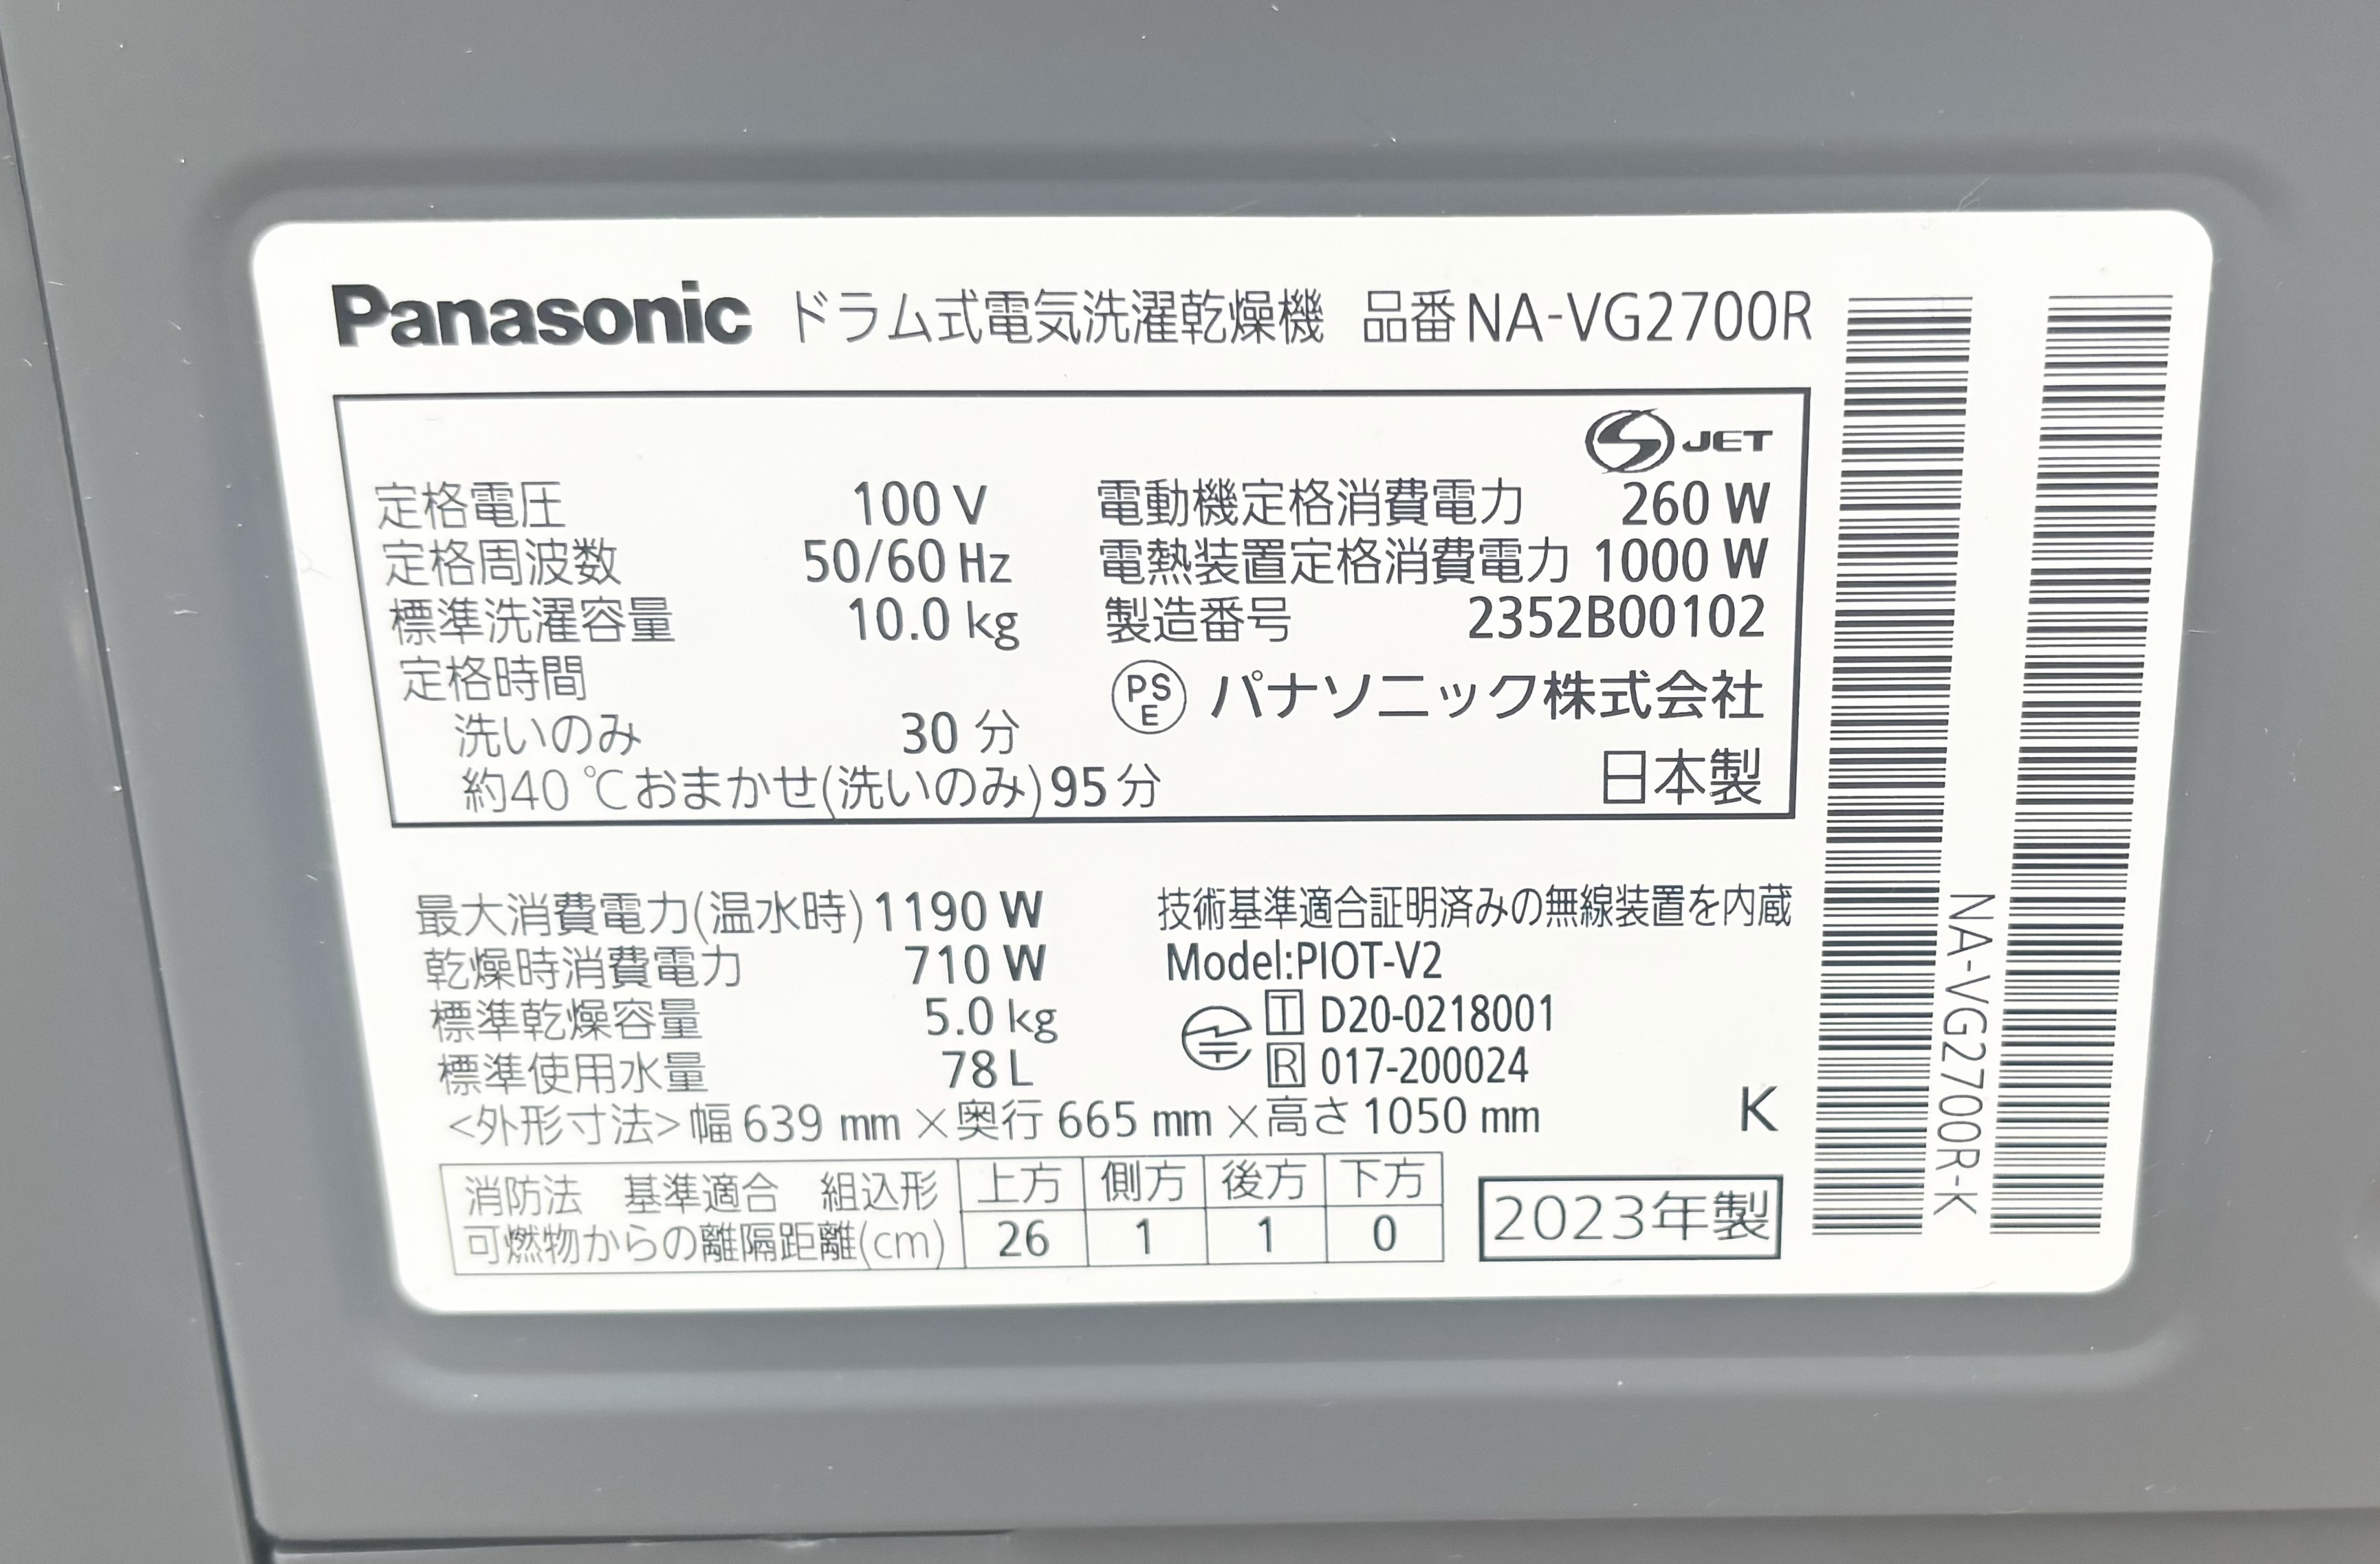 Panasonic ドラム式電気洗濯乾燥機 品番NA-VG2700R
JET
定格電圧 100 V 電動機定格消費電力 260 W
定格周波数 50/60 Hz 電熱装置定格消費電力 1000 W
標準洗濯容量 10.0 kg 製造番号 2352B00102
定格時間
PSE パナソニック株式会社
洗いのみ 30 分
約40℃おまかせ(洗いのみ)95分 日本製
最大消費電力(温水時)1190 W 技術基準適合証明済みの無線装置を内蔵
乾燥時消費電力 710 W Model:PIOT-V2
標準乾燥容量 5.0 kg T D20-0218001
標準使用水量 78 L R 017-200024
<外形寸法>幅 639 mm×奥行 665 mm×高さ 1050 mm K
消防法 基準適合 組込形 上方 側方 後方 下方
可燃物からの離隔距離(cm) 26 1 1 0
2023年製
NA-VG2700R-K